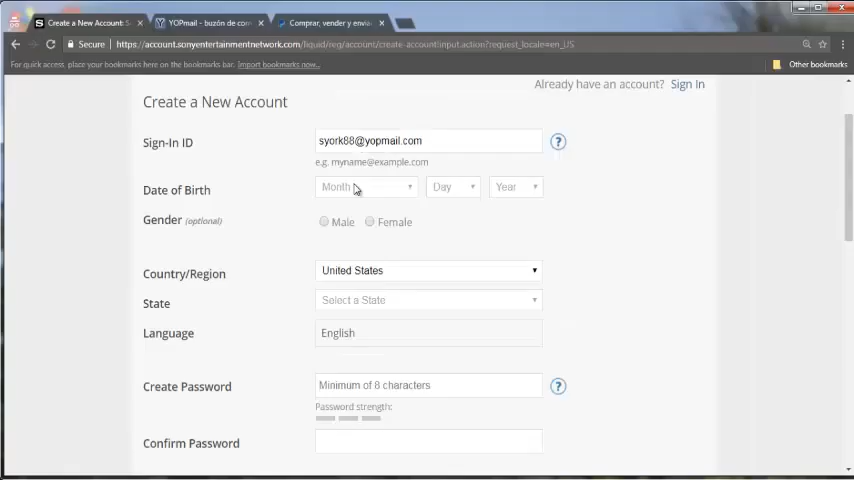 Create a New Account: S
YOPmail - buzón de corr
Comprar, vender y envia
Secure
https://account.sonyentertainmentnetwork.com/liquid/reg/account/create-account!input.action?request_locale=en_US
For quick access, place your bookmarks here on the bookmarks bar. Import bookmarks now...
Other bookmarks
Already have an account? Sign In
Create a New Account
Sign-In ID
syork88@yopmail.com
?
e.g. myname@example.com
Date of Birth
Month
Day
Year
Gender (optional)
Male
Female
Country/Region
United States
State
Select a State
Language
English
Create Password
Minimum of 8 characters
?
Password strength:
Confirm Password